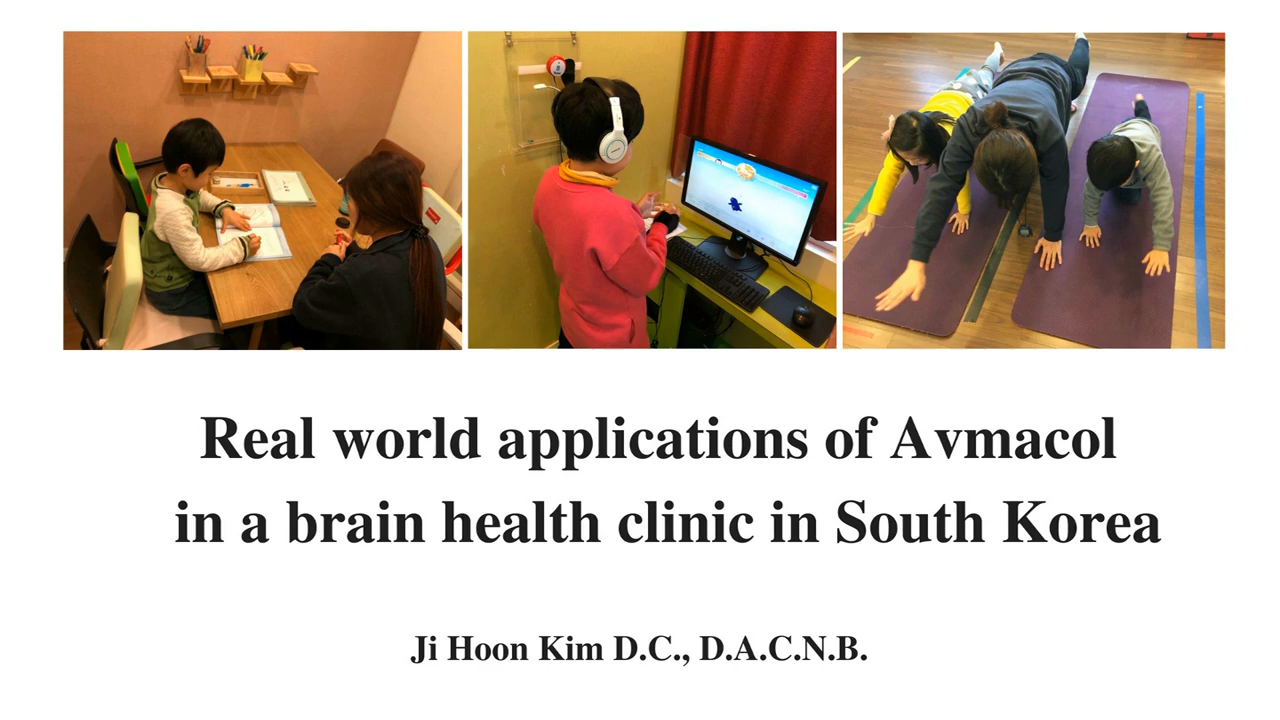 Real world applications of Avmacol
in a brain health clinic in South Korea
Ji Hoon Kim D.C., D.A.C.N.B.